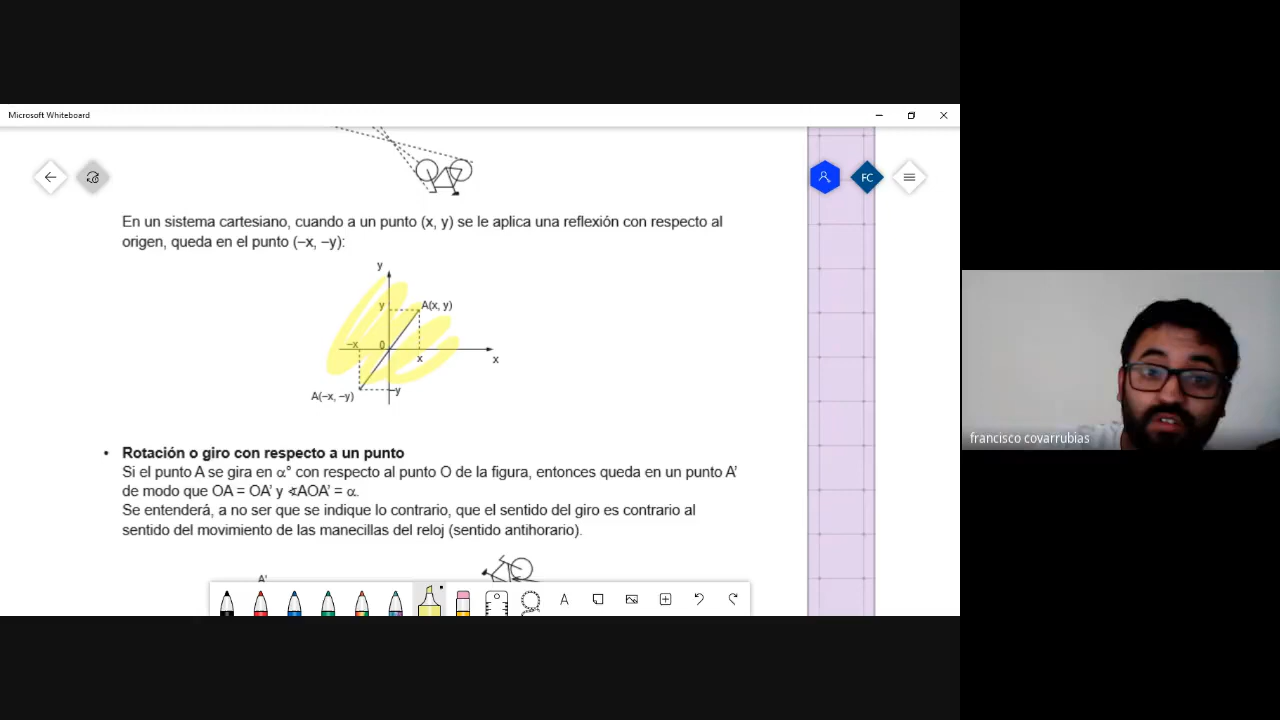 Microsoft Whiteboard
FC
En un sistema cartesiano, cuando a un punto (x, y) se le aplica una reflexión con respecto al
origen, queda en el punto (–x, –y):
y
y
A(x, y)
–x
0
x
x
A(–x, –y)
–y
• Rotación o giro con respecto a un punto
Si el punto A se gira en α° con respecto al punto O de la figura, entonces queda en un punto A’
de modo que OA = OA’ y ∢AOA’ = α.
Se entenderá, a no ser que se indique lo contrario, que el sentido del giro es contrario al
sentido del movimiento de las manecillas del reloj (sentido antihorario).
A’
A
francisco covarrubias